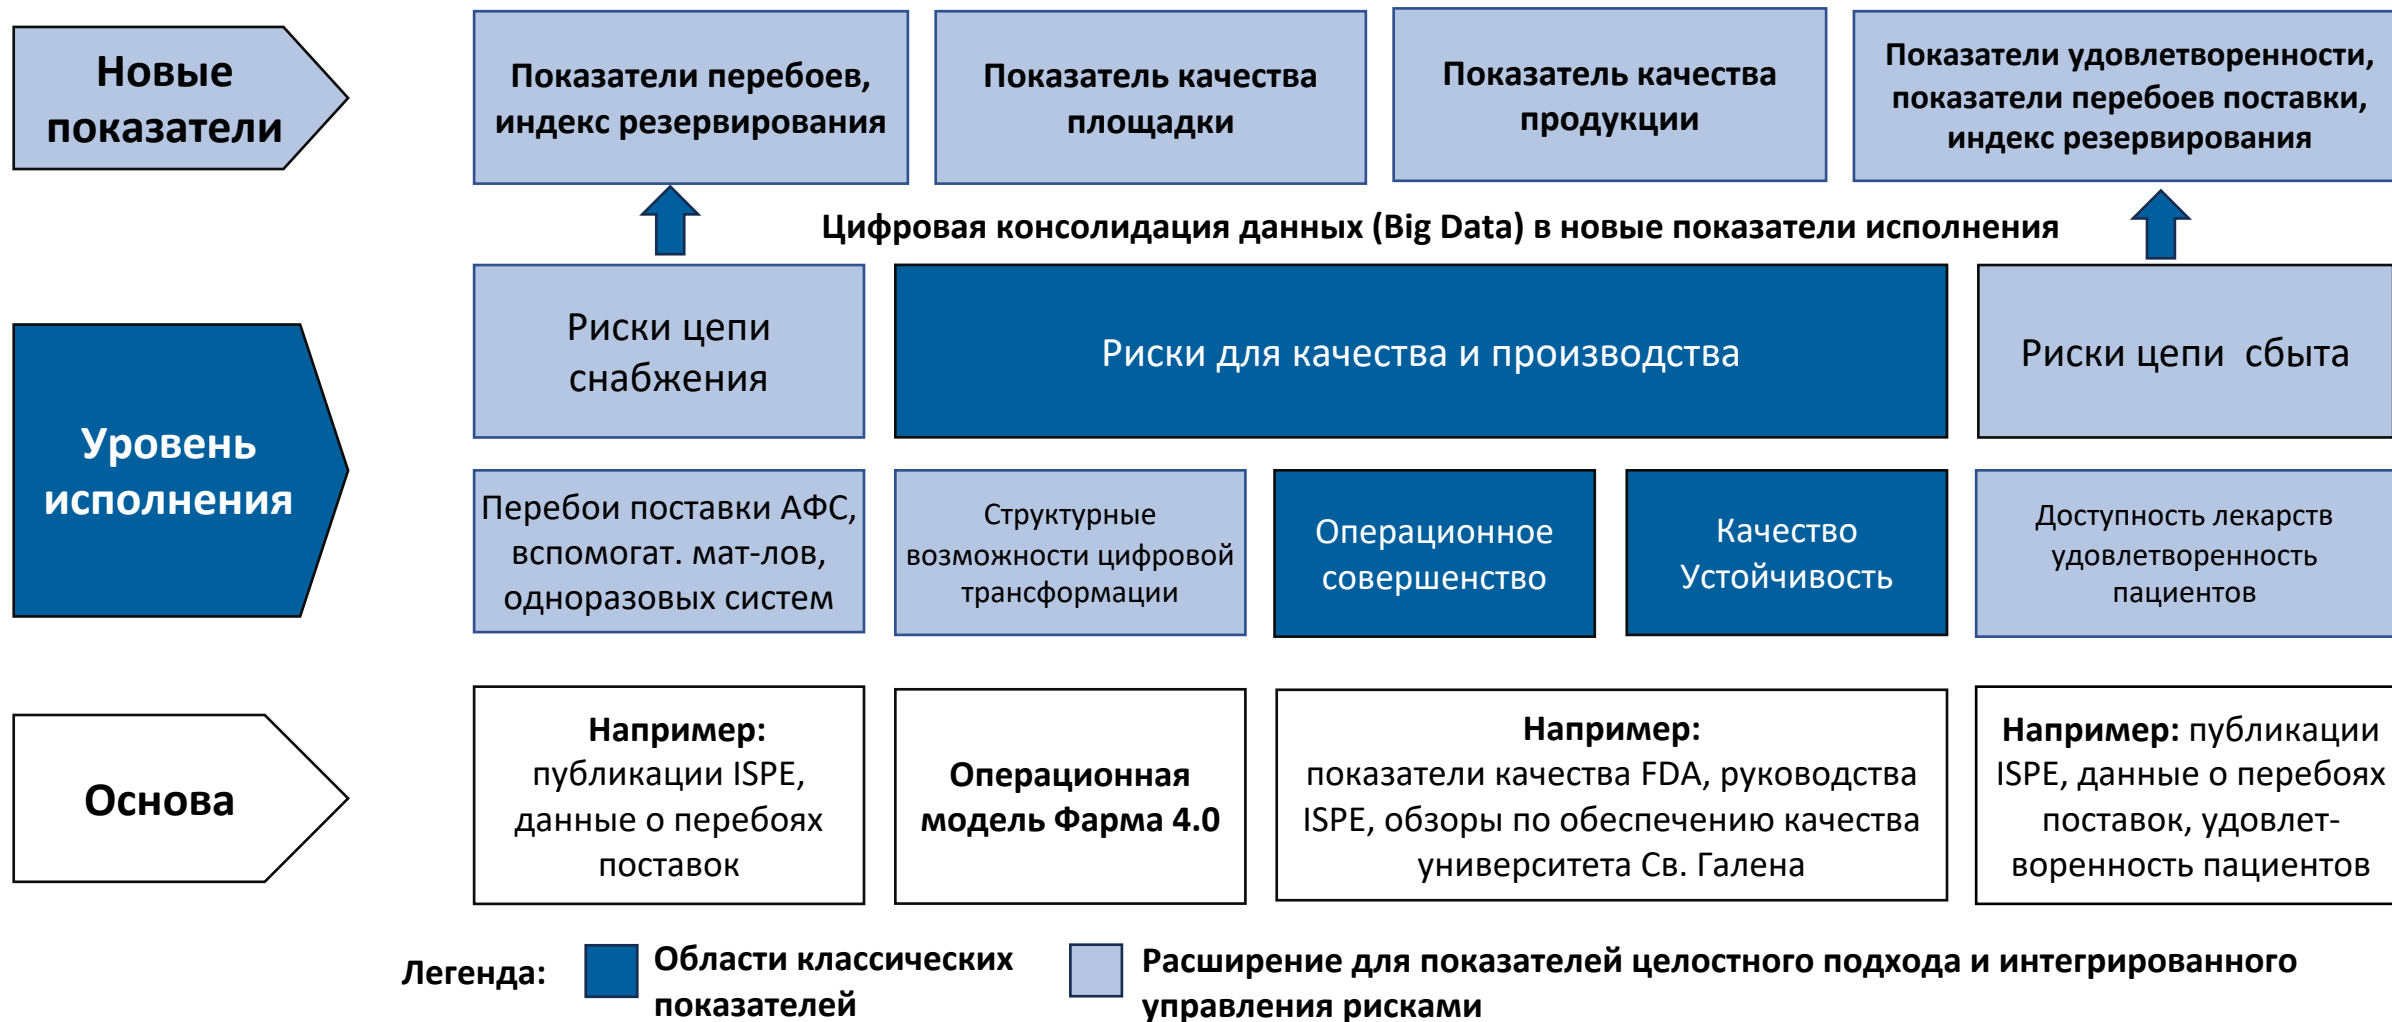 Новые
показатели
Показатели перебоев,
индекс резервирования
Показатель качества
площадки
Показатель качества
продукции
Показатели удовлетворенности,
показатели перебоев поставки,
индекс резервирования
Цифровая консолидация данных (Big Data) в новые показатели исполнения
Уровень
исполнения
Риски цепи
снабжения
Риски для качества и производства
Риски цепи сбыта
Перебои поставки АФС,
вспомогат. мат-лов,
одноразовых систем
Структурные
возможности цифровой
трансформации
Операционное
совершенство
Качество
Устойчивость
Доступность лекарств
удовлетворенность
пациентов
Основа
Например:
публикации ISPE,
данные о перебоях
поставок
Операционная
модель Фарма 4.0
Например:
показатели качества FDA, руководства
ISPE, обзоры по обеспечению качества
университета Св. Галена
Например: публикации
ISPE, данные о перебоях
поставок, удовлет-
воренность пациентов
Легенда:
Области классических
показателей
Расширение для показателей целостного подхода и интегрированного
управления рисками